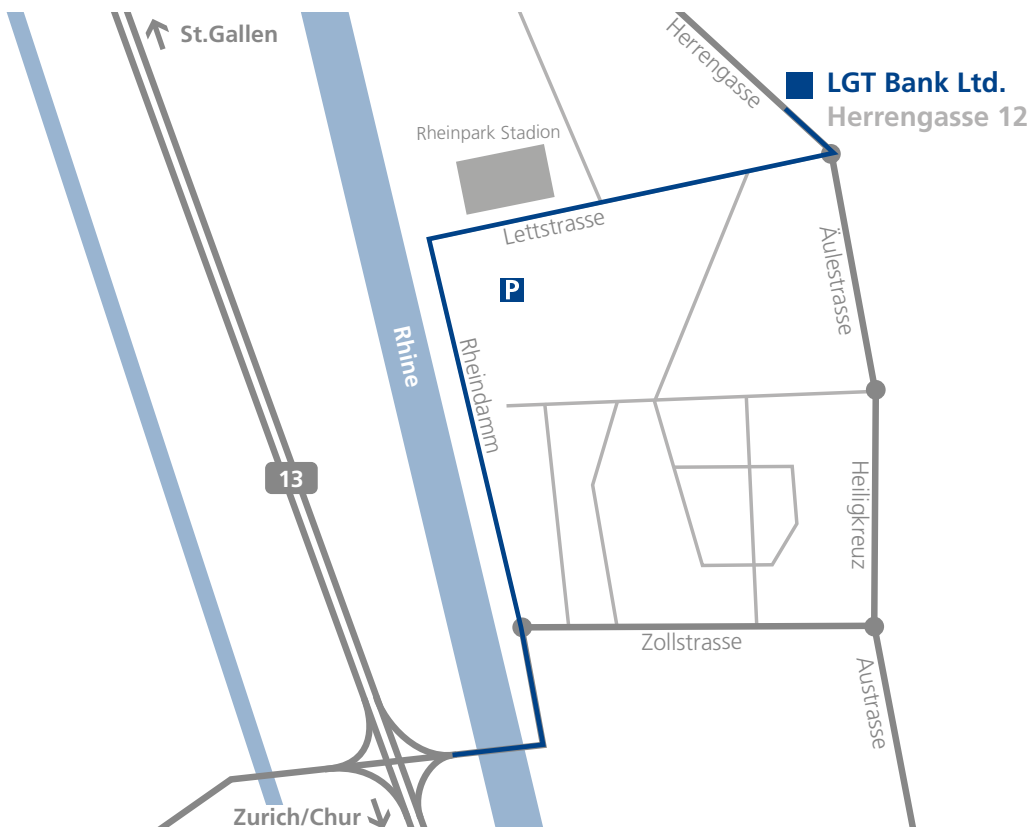 St.Gallen
Herrengasse
LGT Bank Ltd.
Herrengasse 12
Rheinpark Stadion
Lettstrasse
Äulestrasse
P
Rhine
Rheindamm
13
Heiligkreuz
Zollstrasse
Austrasse
Zurich/Chur